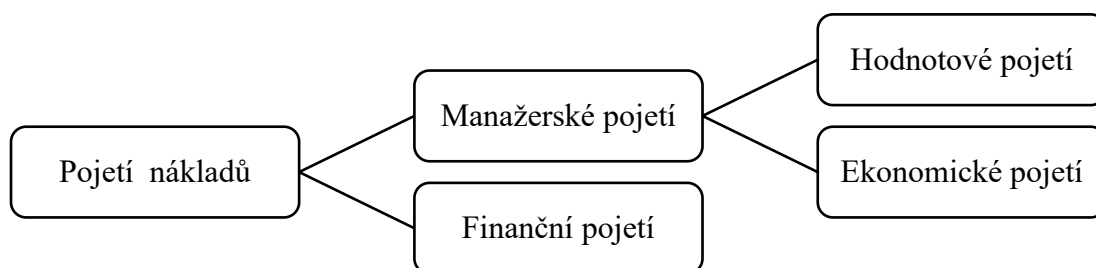 Pojetí nákladů
Manažerské pojetí
Finanční pojetí
Hodnotové pojetí
Ekonomické pojetí